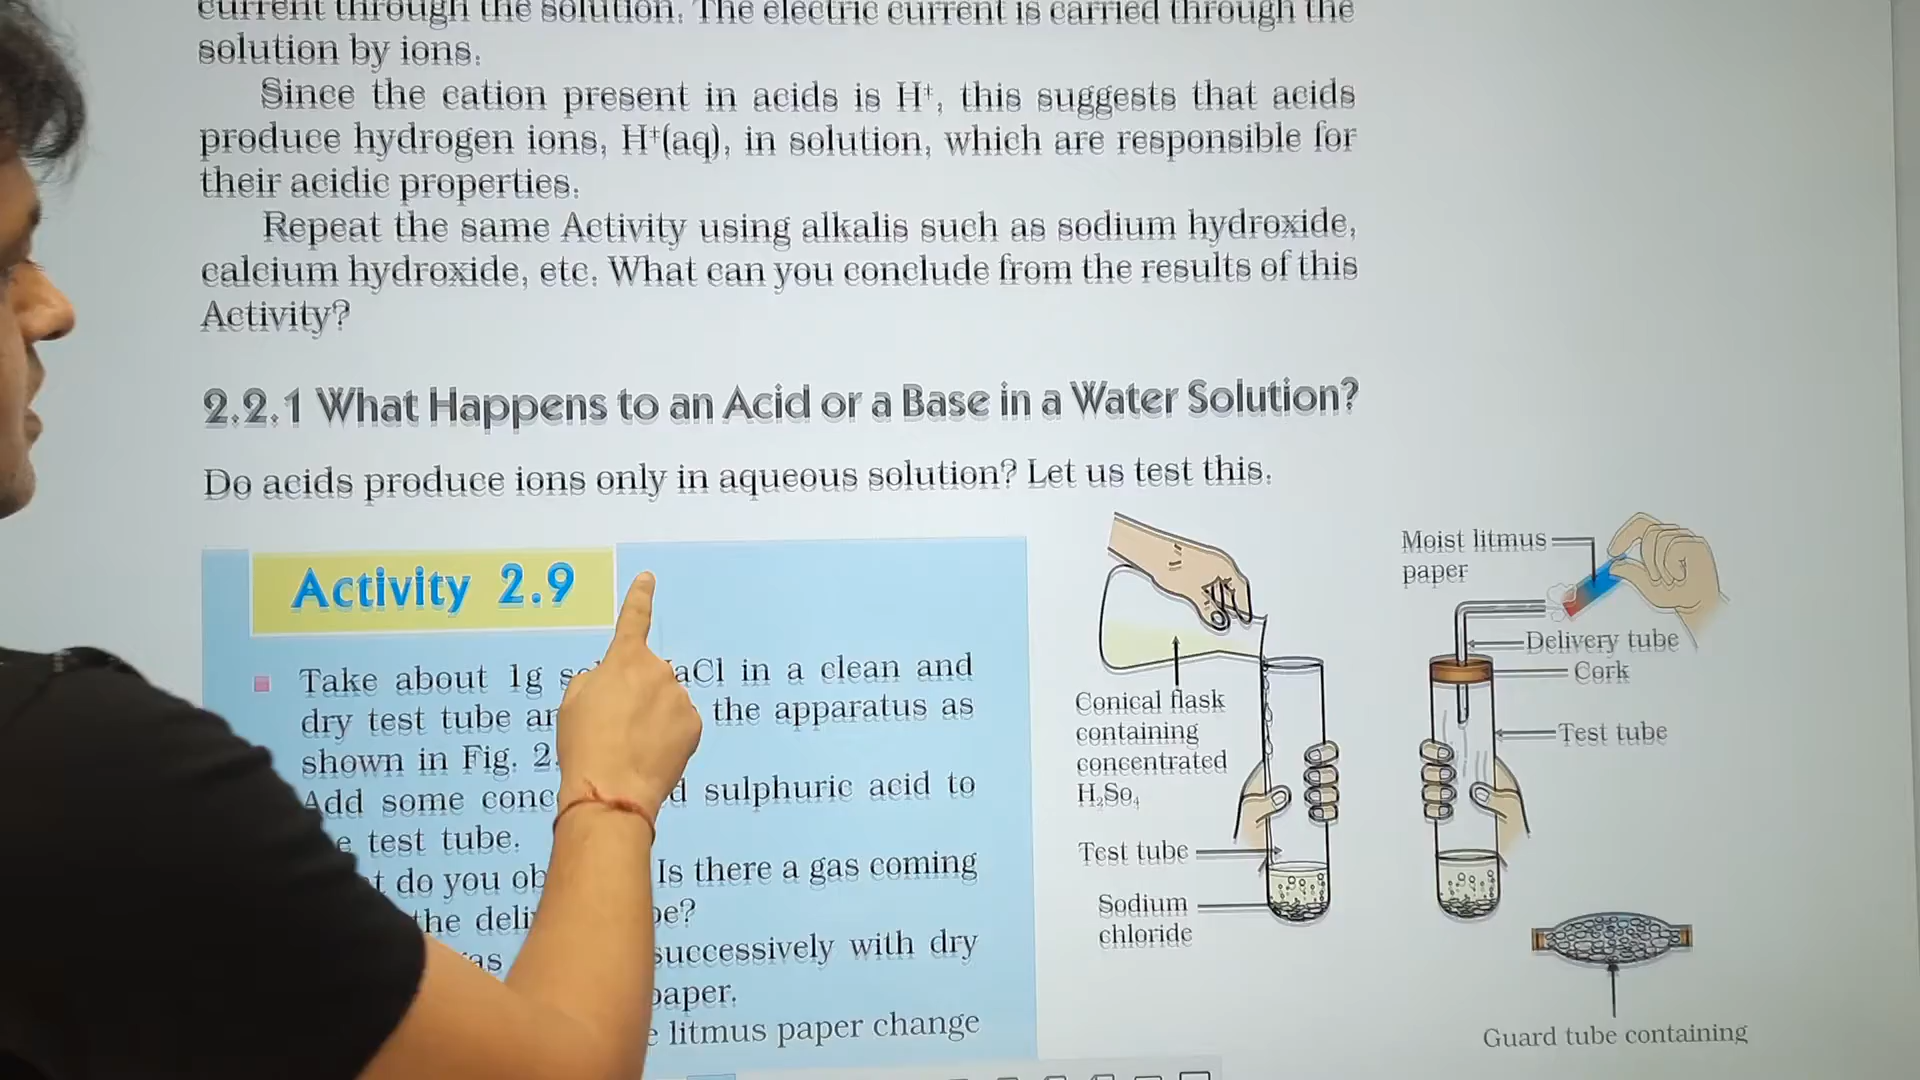 current through the solution. The electric current is carried through the
solution by ions.
Since the cation present in acids is H⁺, this suggests that acids
produce hydrogen ions, H⁺(aq), in solution, which are responsible for
their acidic properties.
Repeat the same Activity using alkalis such as sodium hydroxide,
calcium hydroxide, etc. What can you conclude from the results of this
Activity?
2.2.1 What Happens to an Acid or a Base in a Water Solution?
Do acids produce ions only in aqueous solution? Let us test this.
Activity 2.9
Take about 1g aCl in a clean and
dry test tube the apparatus as
shown in Fig. 2.
Add some sulphuric acid to
test tube.
do you Is there a gas coming
the
successively with dry
paper.
litmus paper change
Conical flask
containing
concentrated
H₂So₄
Test tube
Sodium
chloride
Moist litmus
paper
Delivery tube
Cork
Test tube
Guard tube containing